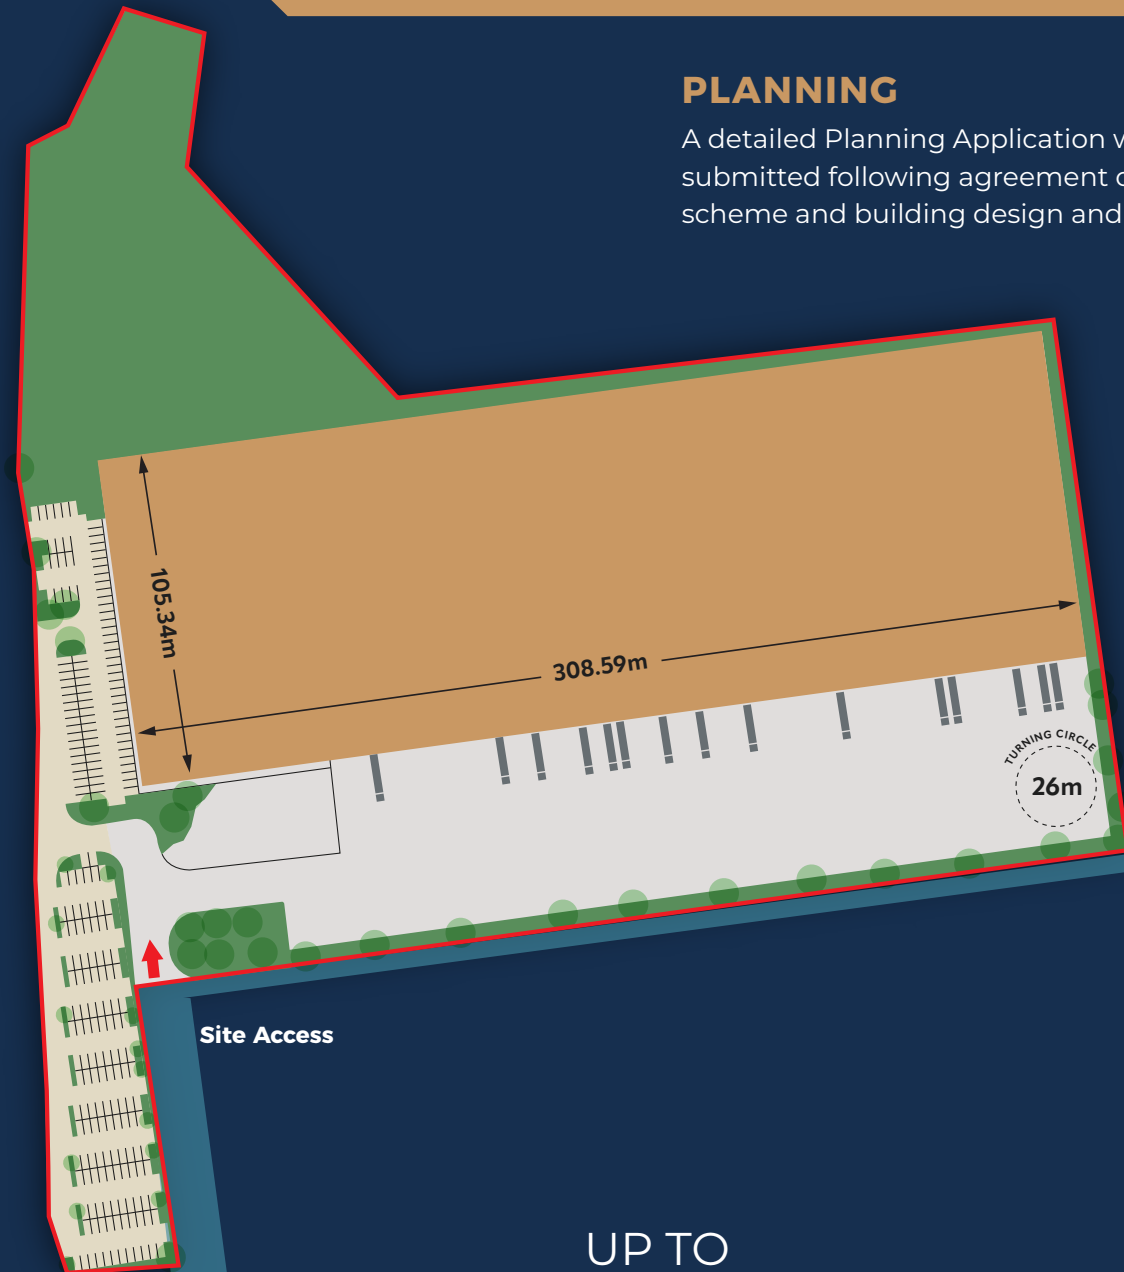 PLANNING
A detailed Planning Application
submitted following agreement
scheme and building design and
105.34m
308.59m
TURNING CIRCLE
26m
Site Access
UP TO